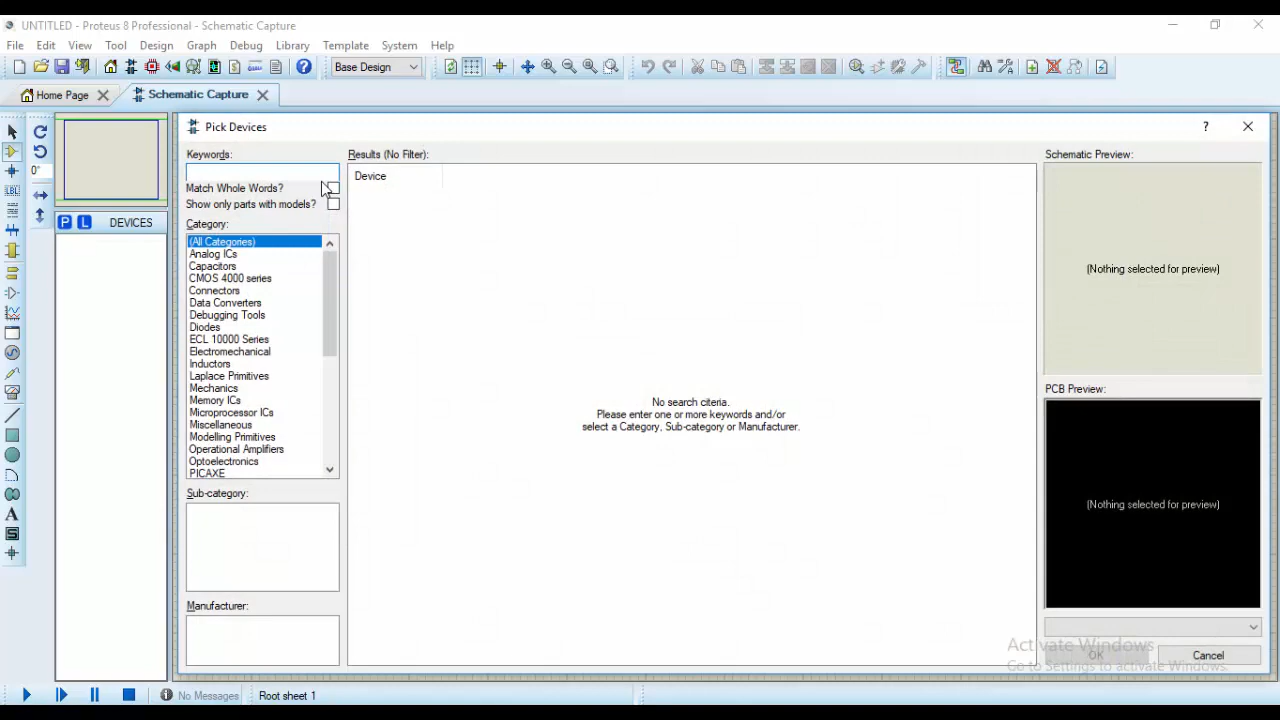 UNTITLED - Proteus 8 Professional - Schematic Capture
File Edit View Tool Design Graph Debug Library Template System Help
Base Design
Home Page Schematic Capture
Pick Devices
Keywords:
Match Whole Words?
Show only parts with models?
Category:
(All Categories)
Analog ICs
Capacitors
CMOS 4000 series
Connectors
Data Converters
Debugging Tools
Diodes
ECL 10000 Series
Electromechanical
Inductors
Laplace Primitives
Mechanics
Memory ICs
Microprocessor ICs
Miscellaneous
Modelling Primitives
Operational Amplifiers
Optoelectronics
PICAXE
Sub-category:
Manufacturer:
Results (No Filter):
Device
No search citeria.
Please enter one or more keywords and/or
select a Category, Sub-category or Manufacturer.
Schematic Preview:
(Nothing selected for preview)
PCB Preview:
(Nothing selected for preview)
OK Cancel
Activate Windows
Go to Settings to activate Windows.
0°
LBL
P L DEVICES
A
No Messages Root sheet 1